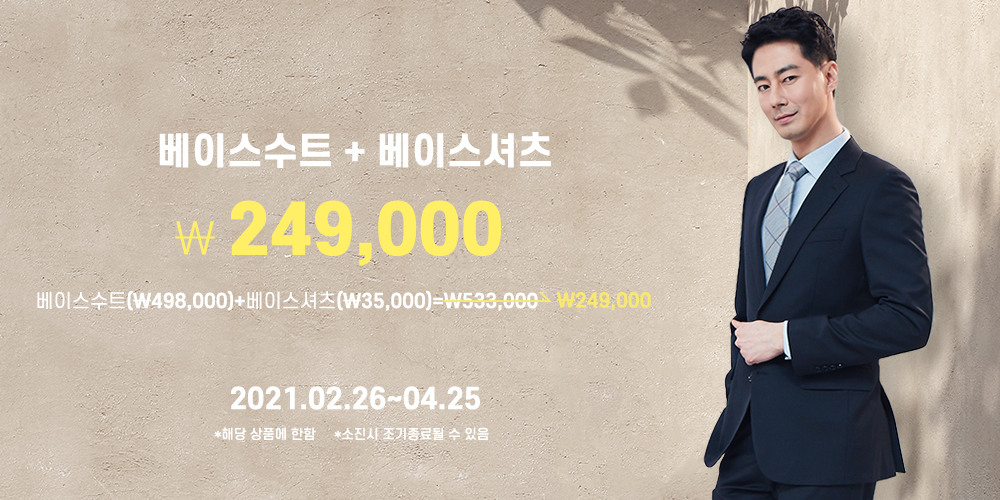 베이스수트 + 베이스셔츠
₩ 249,000
베이스수트(₩498,000)+베이스셔츠(₩35,000)=₩533,000 ₩249,000
2021.02.26~04.25
*해당 상품에 한함 *소진시 조기종료될 수 있음